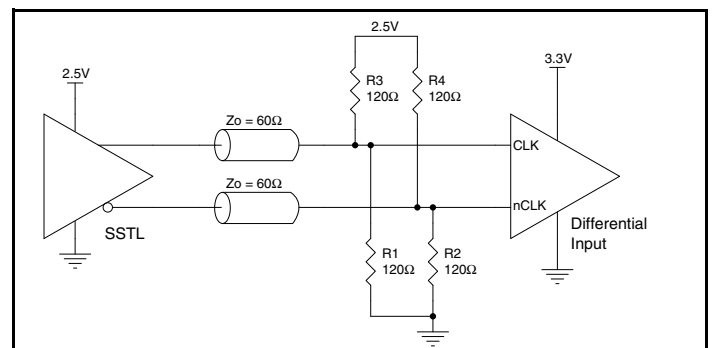 2.5V
2.5V
3.3V
R3
120Ω
R4
120Ω
Zo = 60Ω
CLK
Zo = 60Ω
nCLK
SSTL
Differential
Input
R1
120Ω
R2
120Ω